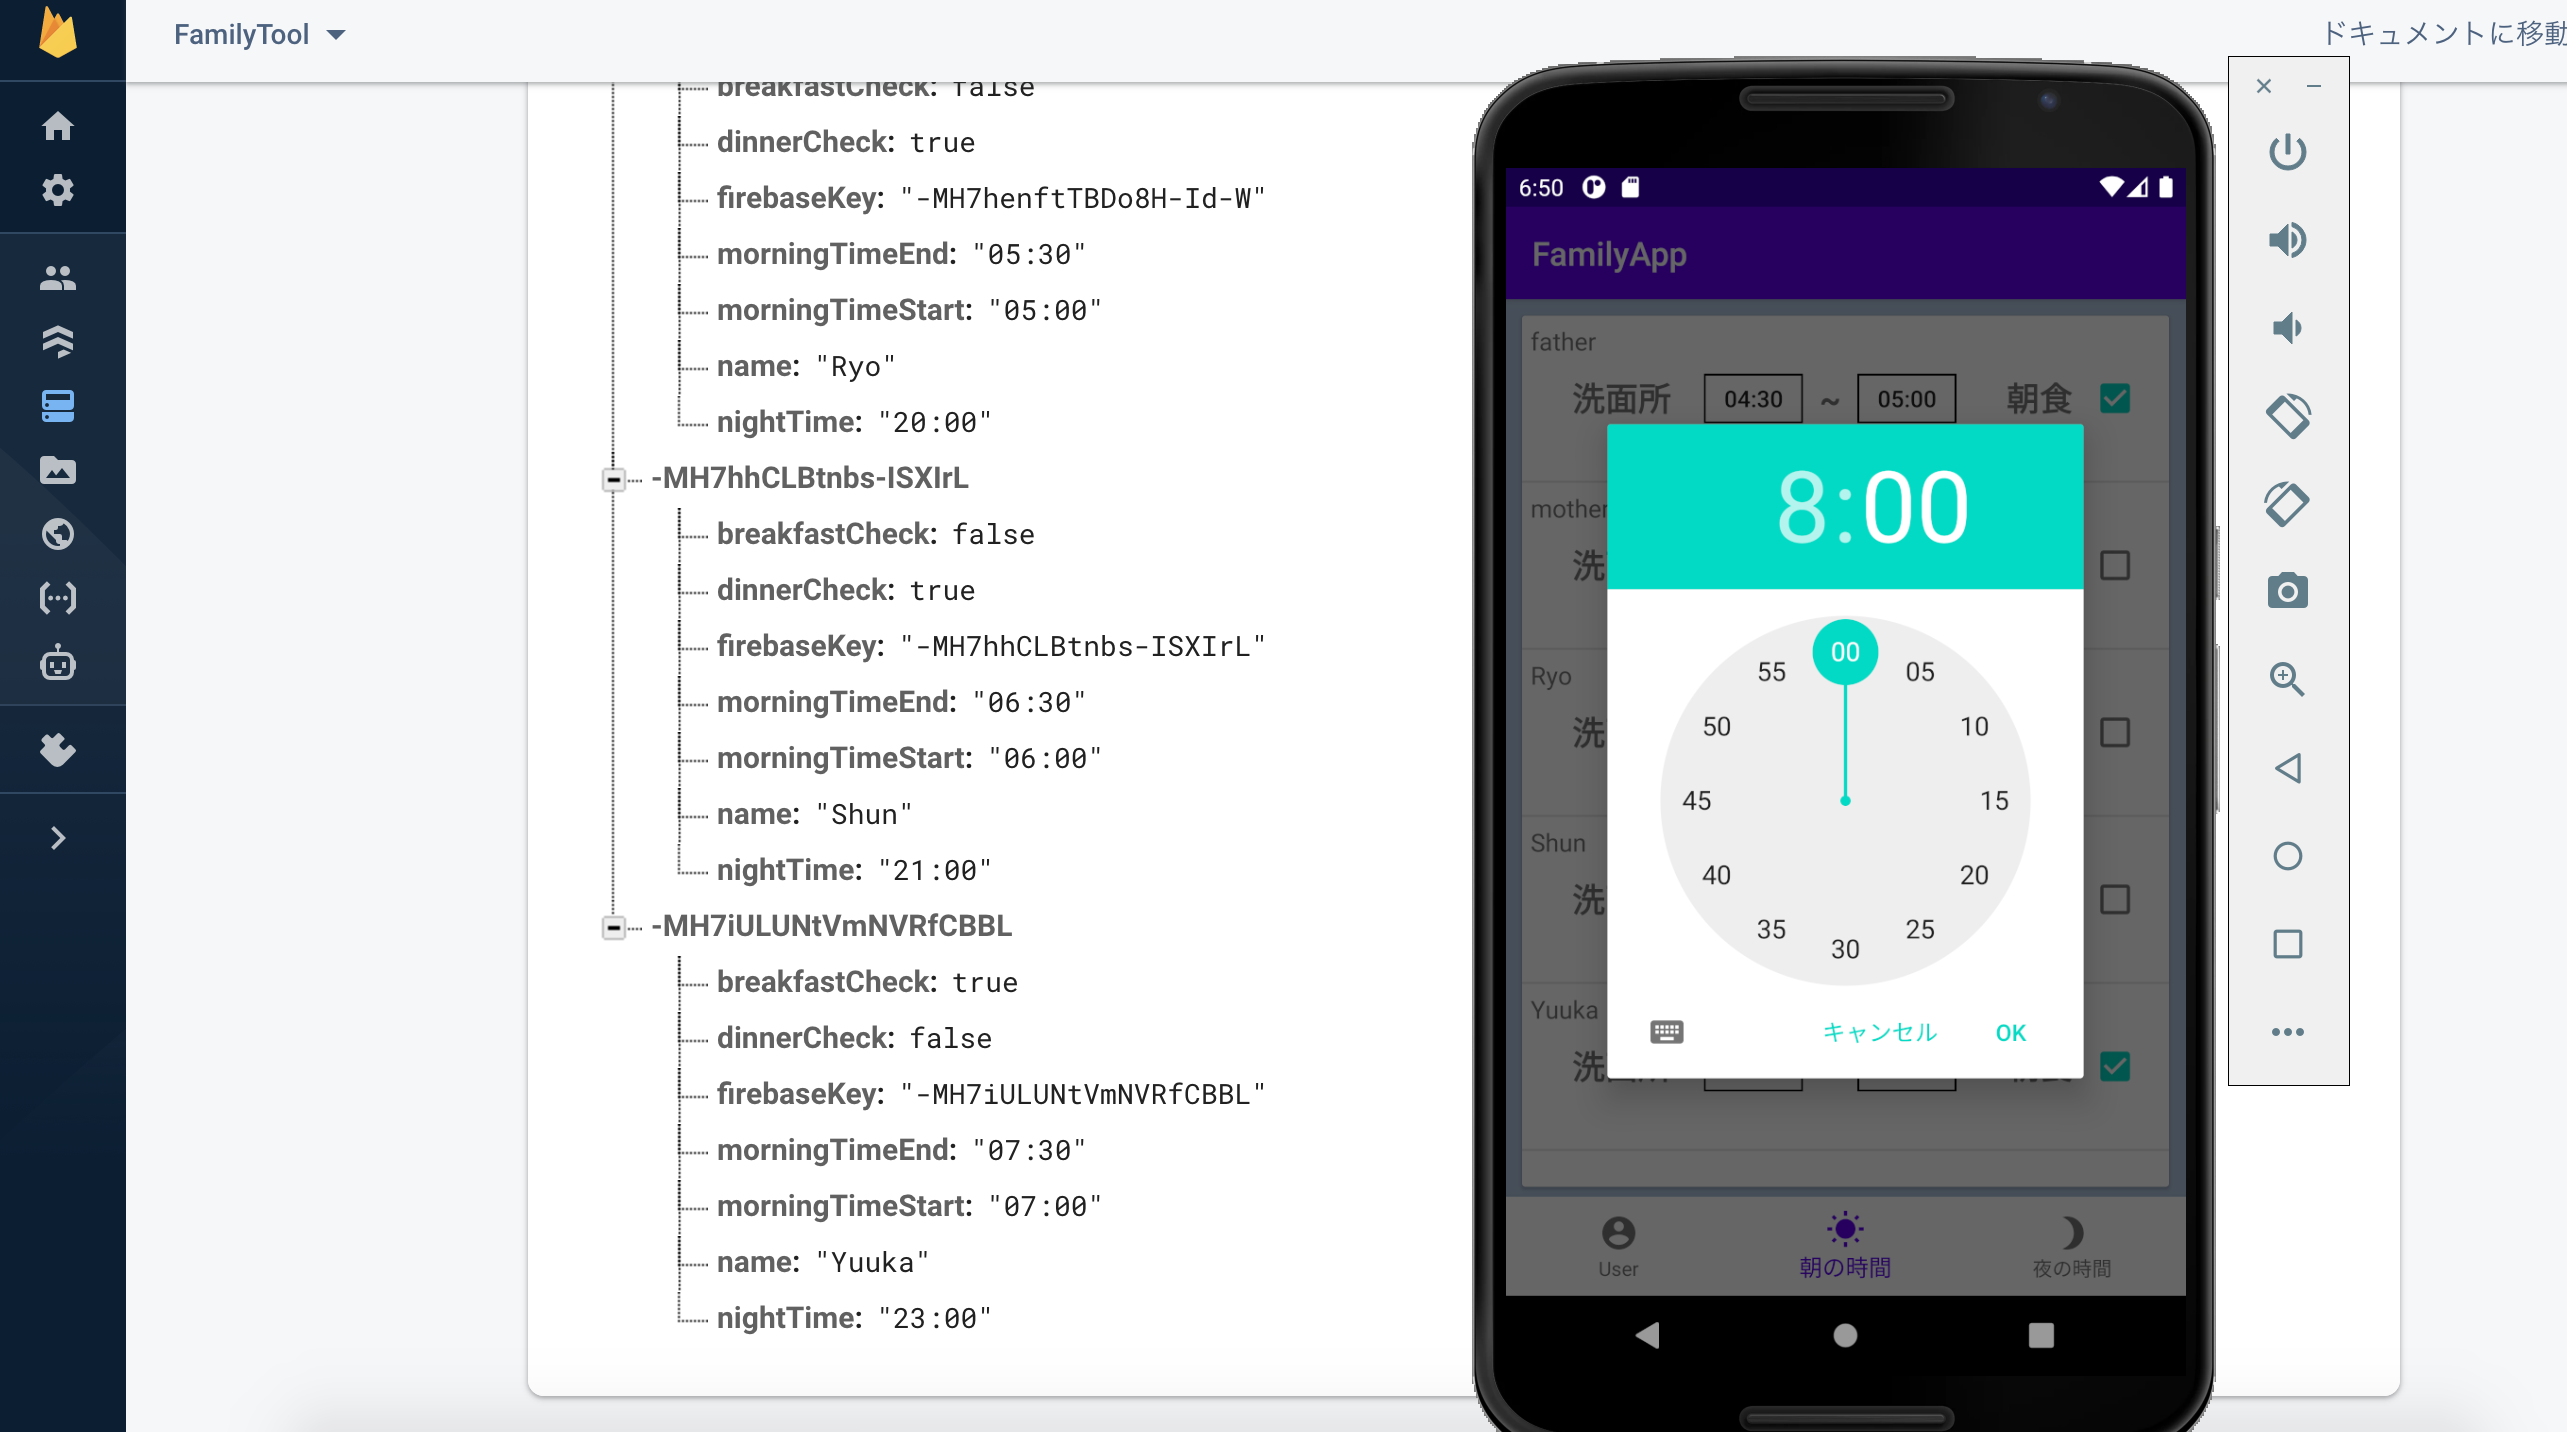 FamilyTool
ドキュメントに移動
breakfastCheck: false
dinnerCheck: true
firebaseKey: "-MH7henftTBDo8H-Id-W"
morningTimeEnd: "05:30"
morningTimeStart: "05:00"
name: "Ryo"
nightTime: "20:00"
-MH7hhCLBtnbs-ISXIrL
breakfastCheck: false
dinnerCheck: true
firebaseKey: "-MH7hhCLBtnbs-ISXIrL"
morningTimeEnd: "06:30"
morningTimeStart: "06:00"
name: "Shun"
nightTime: "21:00"
-MH7iULUNtVmNVRfCBBL
breakfastCheck: true
dinnerCheck: false
firebaseKey: "-MH7iULUNtVmNVRfCBBL"
morningTimeEnd: "07:30"
morningTimeStart: "07:00"
name: "Yuuka"
nightTime: "23:00"
6:50
FamilyApp
father
洗面所 04:30 ~ 05:00 朝食
mother
洗
Ryo
洗
Shun
洗
Yuuka
洗
8:00
00
05
10
15
20
25
30
35
40
45
50
55
キャンセル OK
User 朝の時間 夜の時間